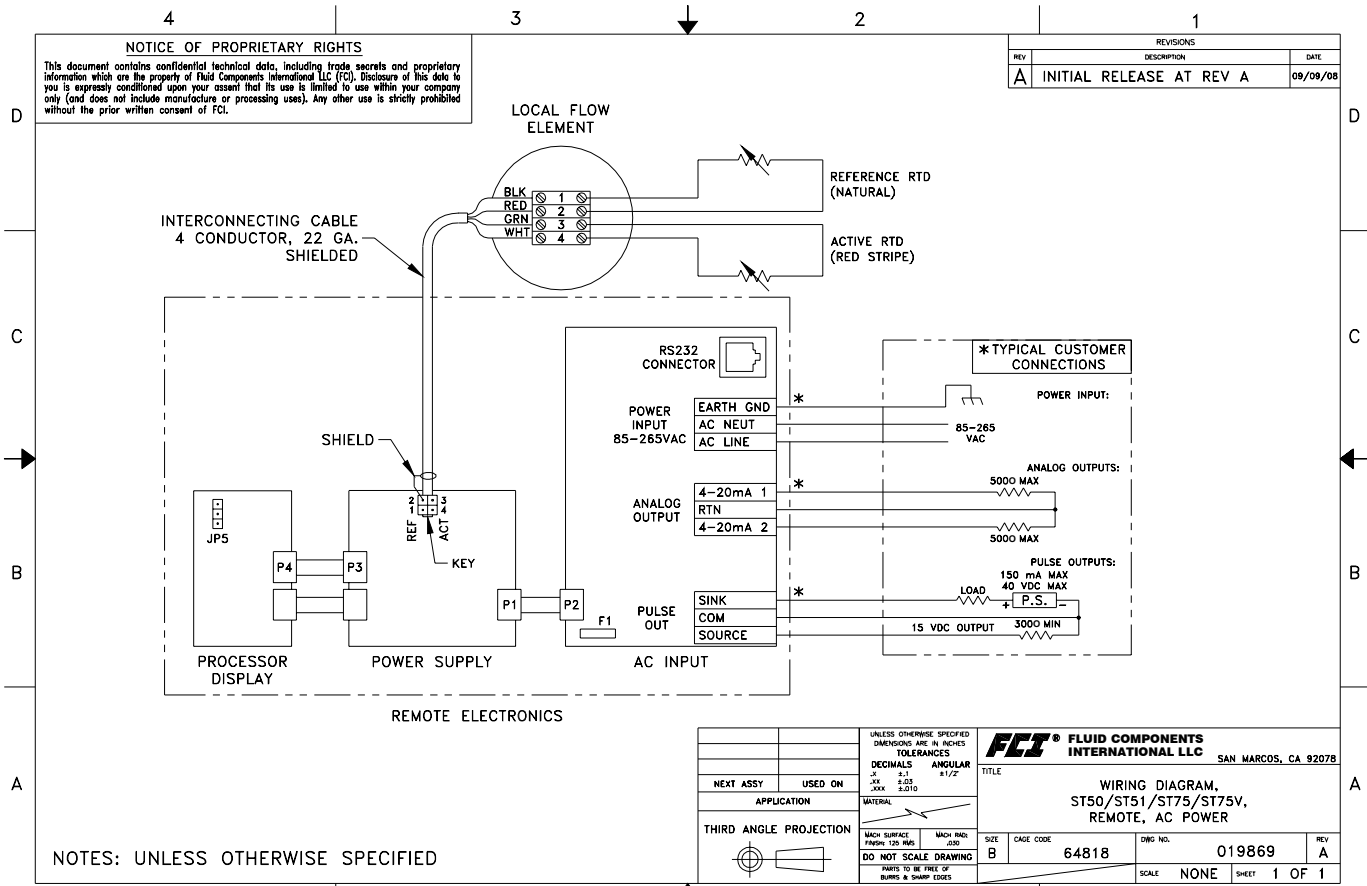 4 3 2 1
NOTICE OF PROPRIETARY RIGHTS
This document contains confidential technical data, including trade secrets and proprietary
information which are the property of Fluid Components International LLC (FCI). Disclosure of this data to
you is expressly conditioned upon your assent that its use is limited to use within your company
only (and does not include manufacture or processing uses). Any other use is strictly prohibited
without the prior written consent of FCI.
REVISIONS
REV DESCRIPTION DATE
A INITIAL RELEASE AT REV A 09/09/08
D D
LOCAL FLOW
ELEMENT
BLK 1
RED 2
GRN 3
WHT 4
REFERENCE RTD
(NATURAL)
ACTIVE RTD
(RED STRIPE)
INTERCONNECTING CABLE
4 CONDUCTOR, 22 GA.
SHIELDED
C C
RS232
CONNECTOR
*TYPICAL CUSTOMER
CONNECTIONS
POWER
INPUT
85-265VAC
EARTH GND *
AC NEUT
AC LINE
POWER INPUT:
85-265
VAC
SHIELD
ANALOG
OUTPUT
4-20mA 1 *
RTN
4-20mA 2
ANALOG OUTPUTS:
500O MAX
500O MAX
2 3
1 4
REF ACT
KEY
JP5
B B
P4 P3
P1 P2
F1
PULSE
OUT
SINK *
COM
SOURCE
PULSE OUTPUTS:
150 mA MAX
40 VDC MAX
LOAD
+ P.S. -
15 VDC OUTPUT 300O MIN
PROCESSOR
DISPLAY
POWER SUPPLY
AC INPUT
REMOTE ELECTRONICS
A A
NEXT ASSY USED ON
APPLICATION
THIRD ANGLE PROJECTION
UNLESS OTHERWISE SPECIFIED
DIMENSIONS ARE IN INCHES
TOLERANCES
DECIMALS ANGULAR
.X ±.1 ±1/2°
.XX ±.03
.XXX ±.010
MATERIAL
MACH SURFACE
FINISH: 125 RMS
MACH RAD:
.030
DO NOT SCALE DRAWING
PARTS TO BE FREE OF
BURRS & SHARP EDGES
FCI® FLUID COMPONENTS
INTERNATIONAL LLC
SAN MARCOS, CA 92078
TITLE
WIRING DIAGRAM,
ST50/ST51/ST75/ST75V,
REMOTE, AC POWER
SIZE CAGE CODE DWG NO. REV
B 64818 019869 A
SCALE NONE SHEET 1 OF 1
NOTES: UNLESS OTHERWISE SPECIFIED